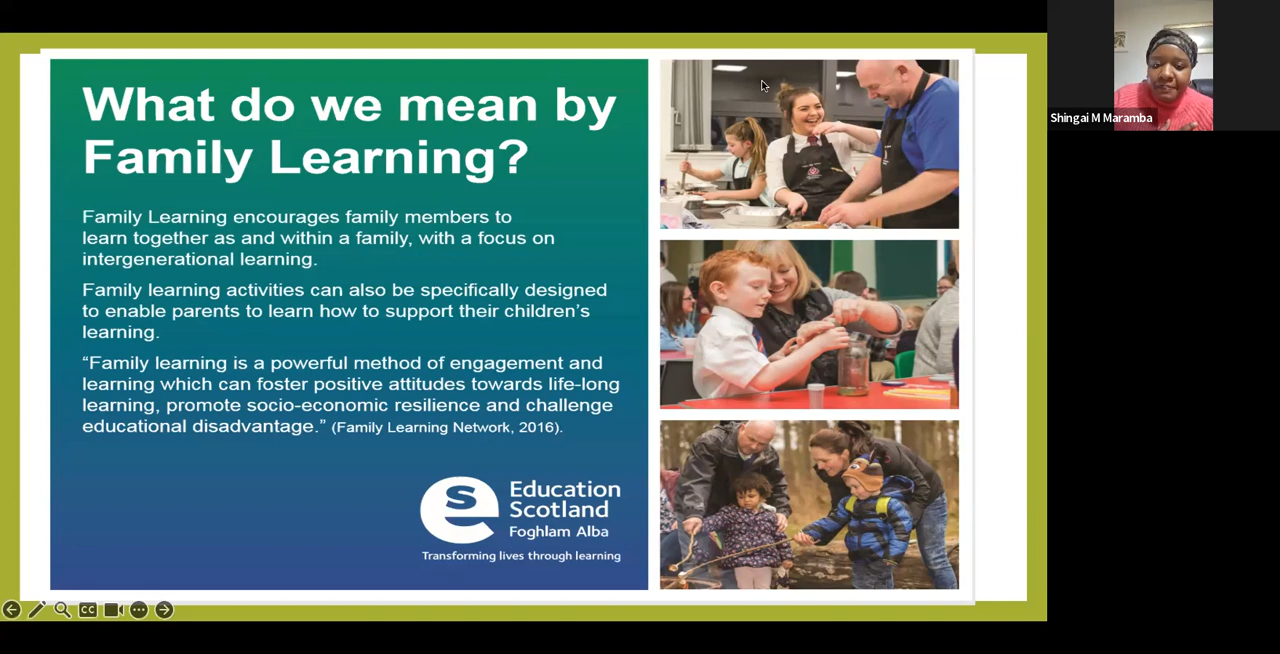 What do we mean by
Family Learning?
Family Learning encourages family members to
learn together as and within a family, with a focus on
intergenerational learning.
Family learning activities can also be specifically designed
to enable parents to learn how to support their children's
learning.
“Family learning is a powerful method of engagement and
learning which can foster positive attitudes towards life-long
learning, promote socio-economic resilience and challenge
educational disadvantage.” (Family Learning Network, 2016).
Education
Scotland
Foghlam Alba
Transforming lives through learning
Shingai M Maramba
CC